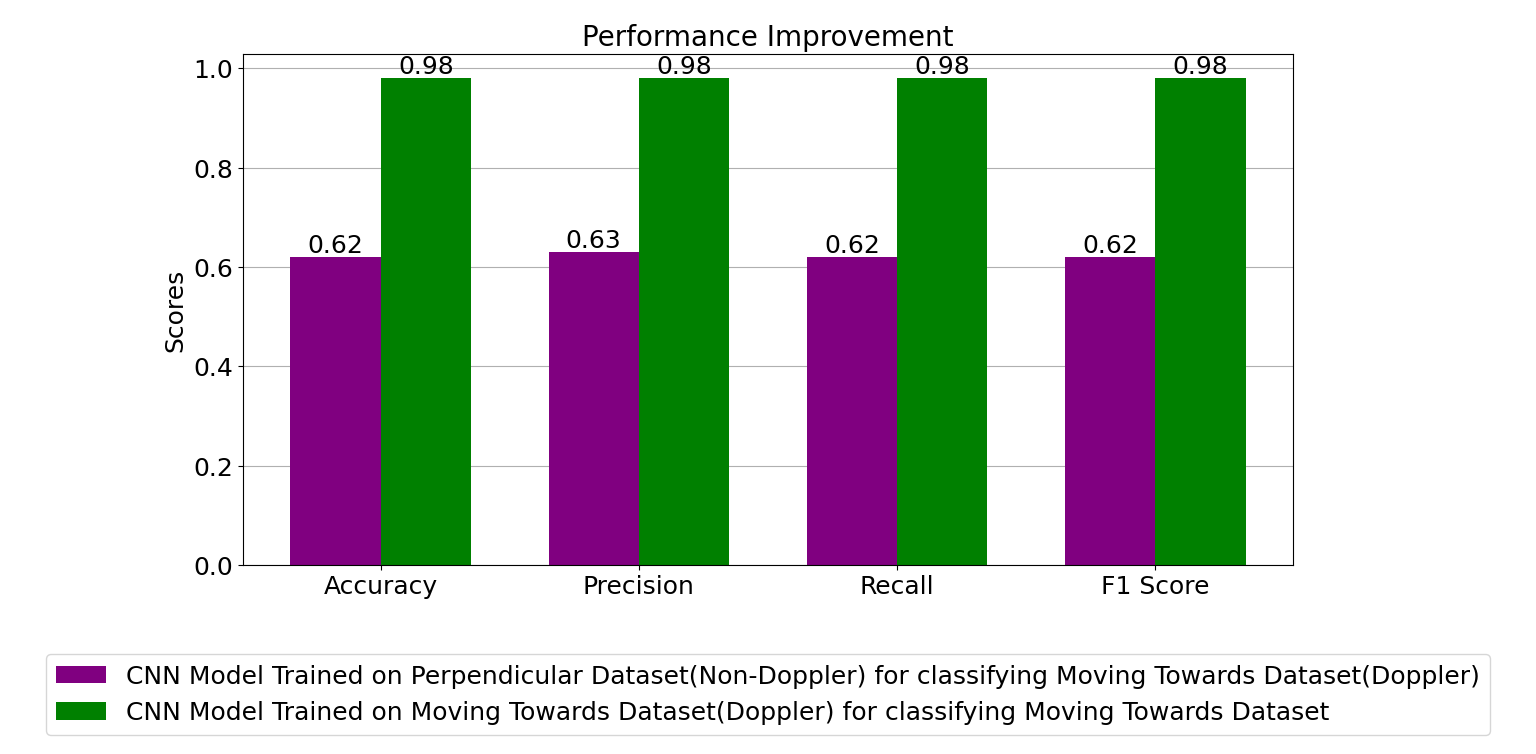 Performance Improvement
1.0
0.8
0.6
0.4
0.2
0.0
Scores
0.62
0.98
0.63
0.98
0.62
0.98
0.62
0.98
Accuracy
Precision
Recall
F1 Score
CNN Model Trained on Perpendicular Dataset(Non-Doppler) for classifying Moving Towards Dataset(Doppler)
CNN Model Trained on Moving Towards Dataset(Doppler) for classifying Moving Towards Dataset